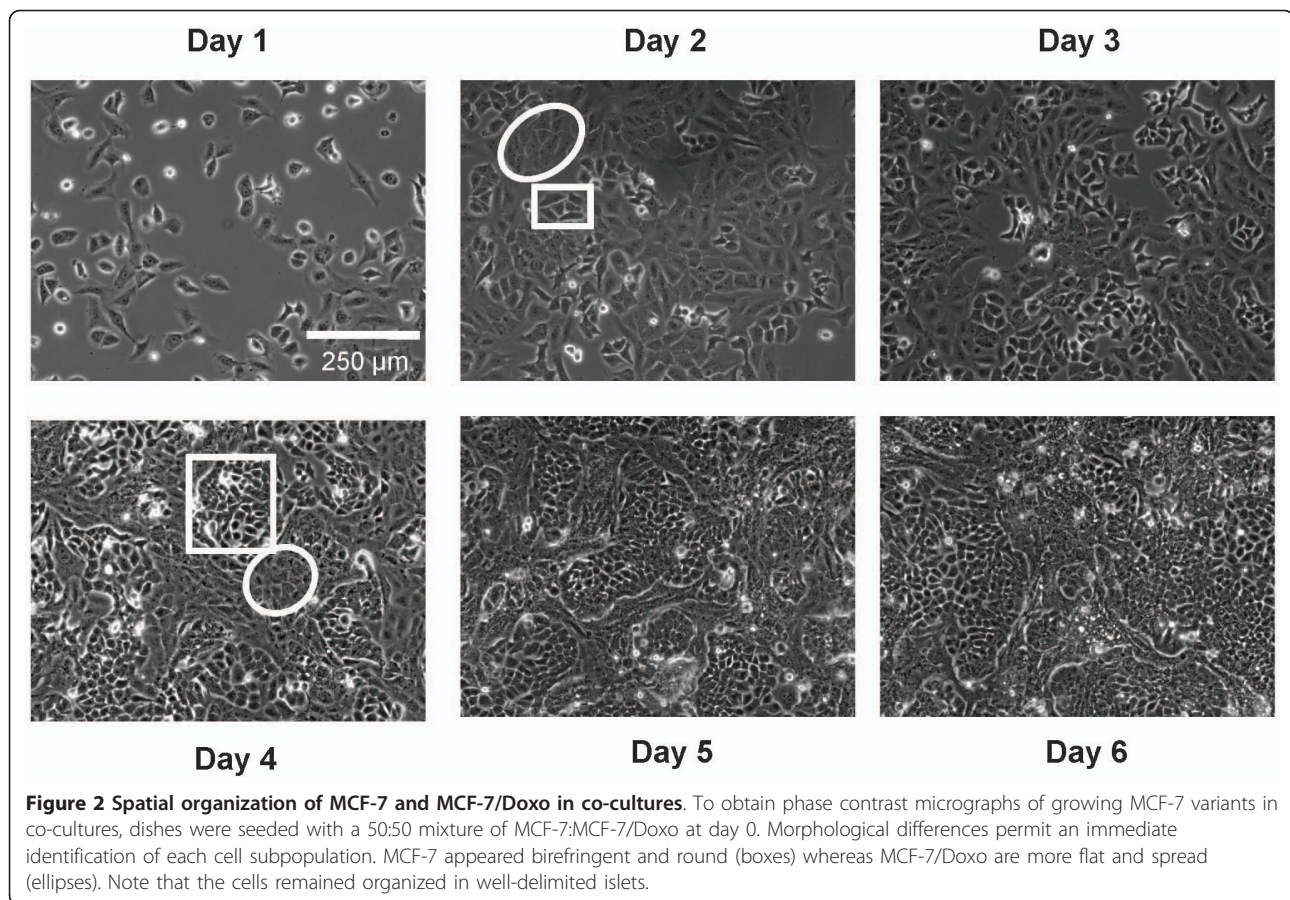 Day 1
Day 2
Day 3
250 µm
Day 4
Day 5
Day 6
Figure 2 Spatial organization of MCF-7 and MCF-7/Doxo in co-cultures. To obtain phase contrast micrographs of growing MCF-7 variants in
co-cultures, dishes were seeded with a 50:50 mixture of MCF-7:MCF-7/Doxo at day 0. Morphological differences permit an immediate
identification of each cell subpopulation. MCF-7 appeared birefringent and round (boxes) whereas MCF-7/Doxo are more flat and spread
(ellipses). Note that the cells remained organized in well-delimited islets.